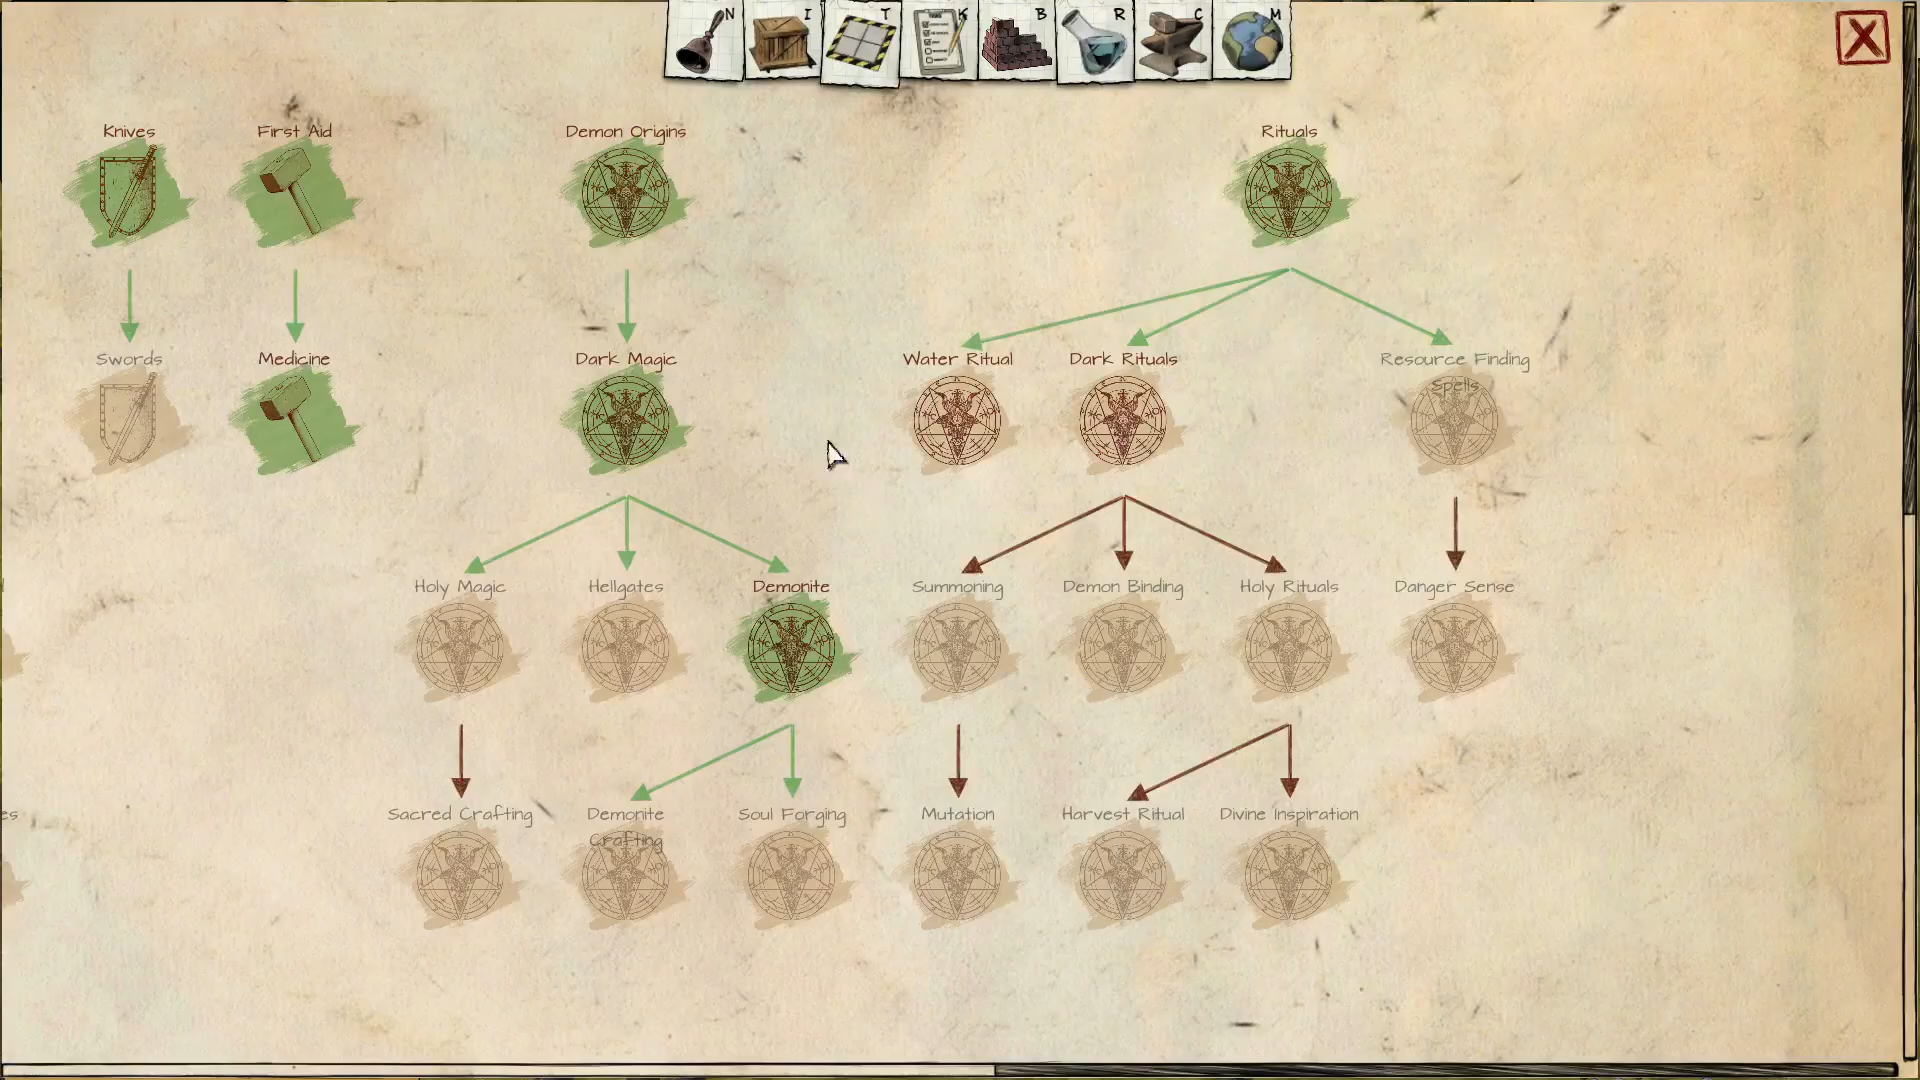 N
I
T
K
B
R
C
M
Knives
First Aid
Demon Origins
Rituals
Swords
Medicine
Dark Magic
Water Ritual
Dark Rituals
Resource Finding
Spells
Holy Magic
Hellgates
Demonite
Summoning
Demon Binding
Holy Rituals
Danger Sense
es
Sacred Crafting
Demonite
Crafting
Soul Forging
Mutation
Harvest Ritual
Divine Inspiration